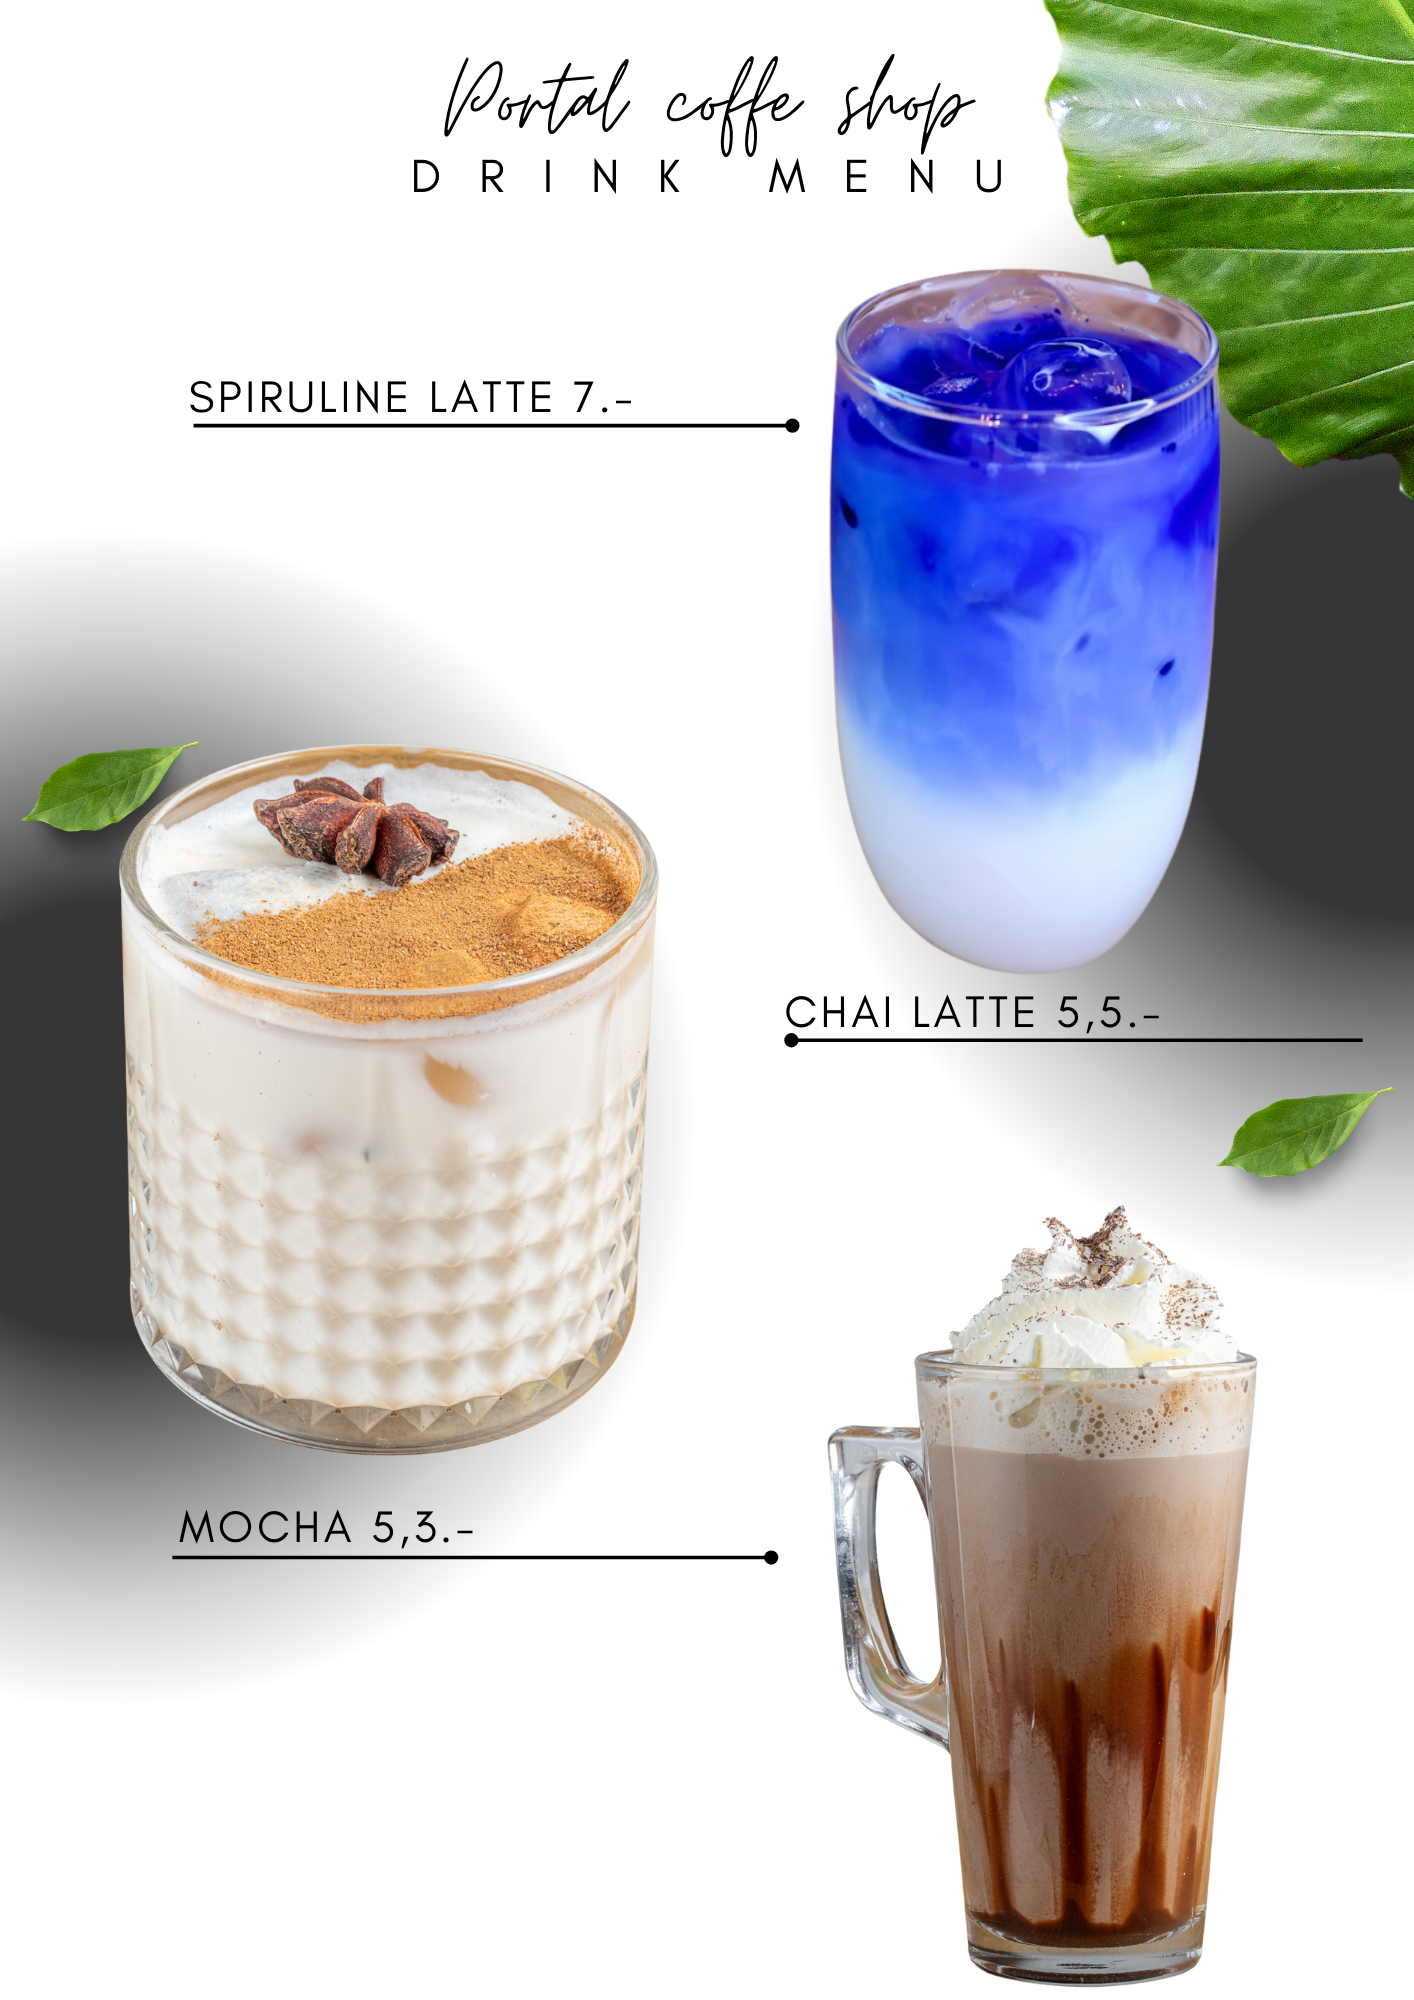 Portal coffe shop
DRINK MENU
SPIRULINE LATTE 7.-
CHAI LATTE 5,5.-
MOCHA 5,3.-